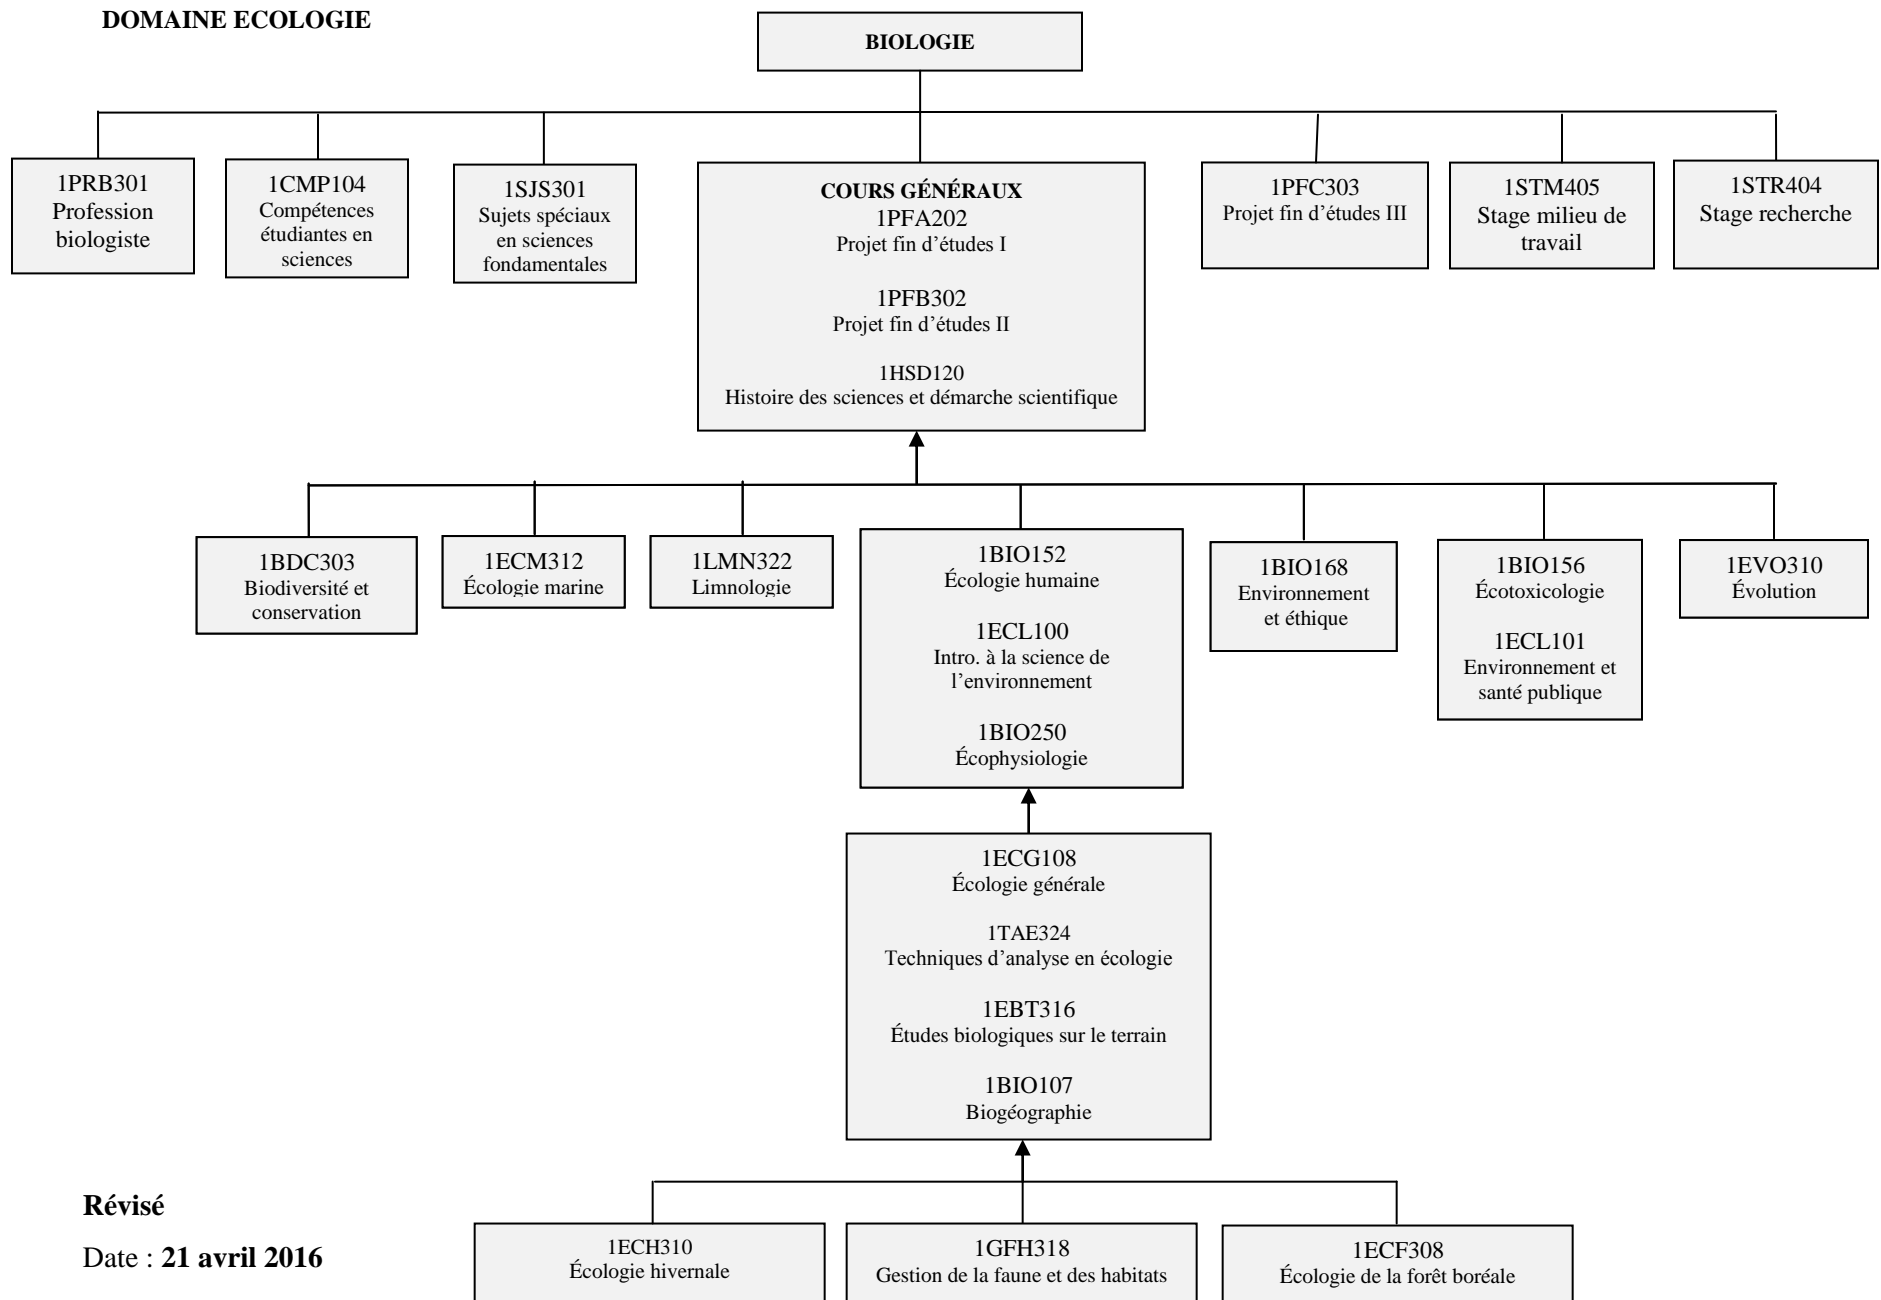 DOMAINE ECOLOGIE
BIOLOGIE
1PRB301
Profession
biologiste
1CMP104
Compétences
étudiantes en
sciences
1SJS301
Sujets spéciaux
en sciences
fondamentales
COURS GÉNÉRAUX
1PFA202
Projet fin d’études I
1PFB302
Projet fin d’études II
1HSD120
Histoire des sciences et démarche scientifique
1PFC303
Projet fin d’études III
1STM405
Stage milieu de
travail
1STR404
Stage recherche
1BDC303
Biodiversité et
conservation
1ECM312
Écologie marine
1LMN322
Limnologie
1BIO152
Écologie humaine
1ECL100
Intro. à la science de
l’environnement
1BIO250
Écophysiologie
1BIO168
Environnement
et éthique
1BIO156
Écotoxicologie
1ECL101
Environnement et
santé publique
1EVO310
Évolution
1ECG108
Écologie générale
1TAE324
Techniques d’analyse en écologie
1EBT316
Études biologiques sur le terrain
1BIO107
Biogéographie
1ECH310
Écologie hivernale
1GFH318
Gestion de la faune et des habitats
1ECF308
Écologie de la forêt boréale
Révisé
Date : 21 avril 2016